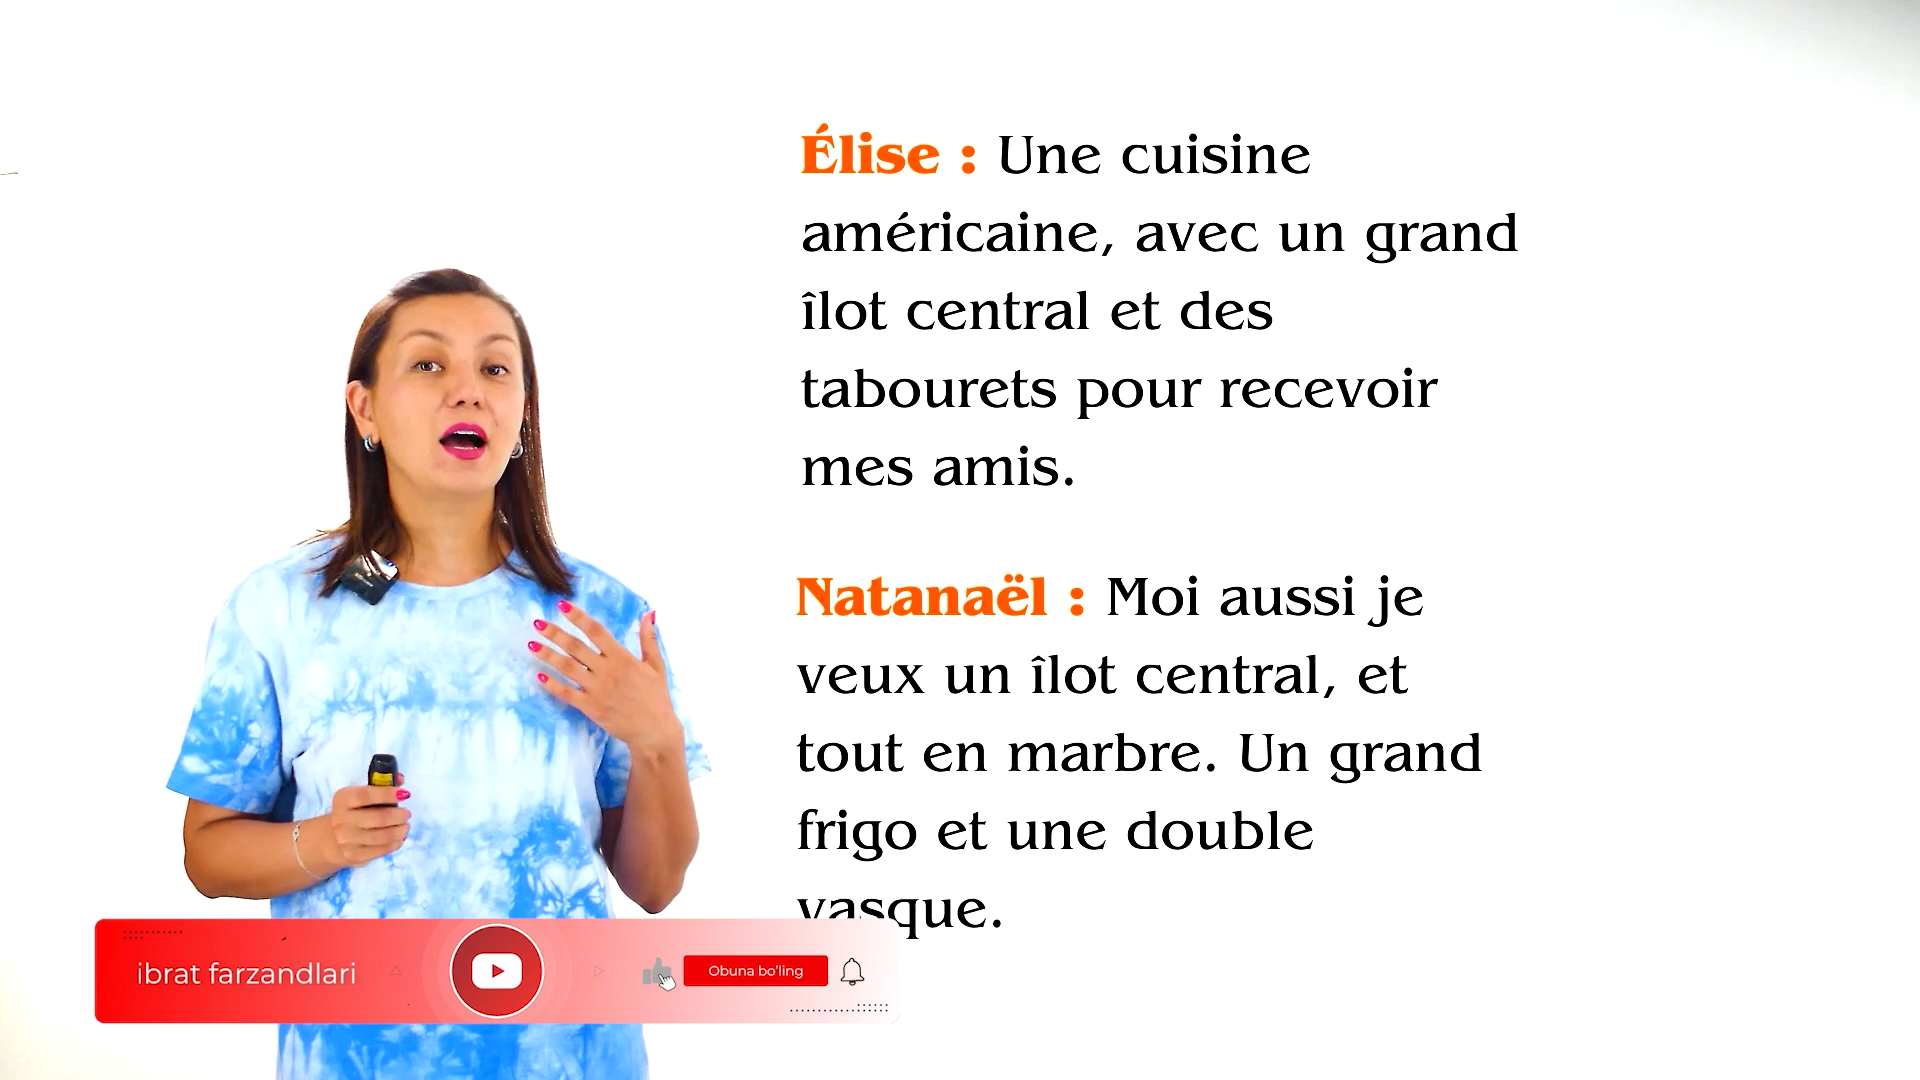 Élise : Une cuisine
américaine, avec un grand
îlot central et des
tabourets pour recevoir
mes amis.
Natanaël : Moi aussi je
veux un îlot central, et
tout en marbre. Un grand
frigo et une double
vasque.
ibrat farzandlari
Obuna bo'ling